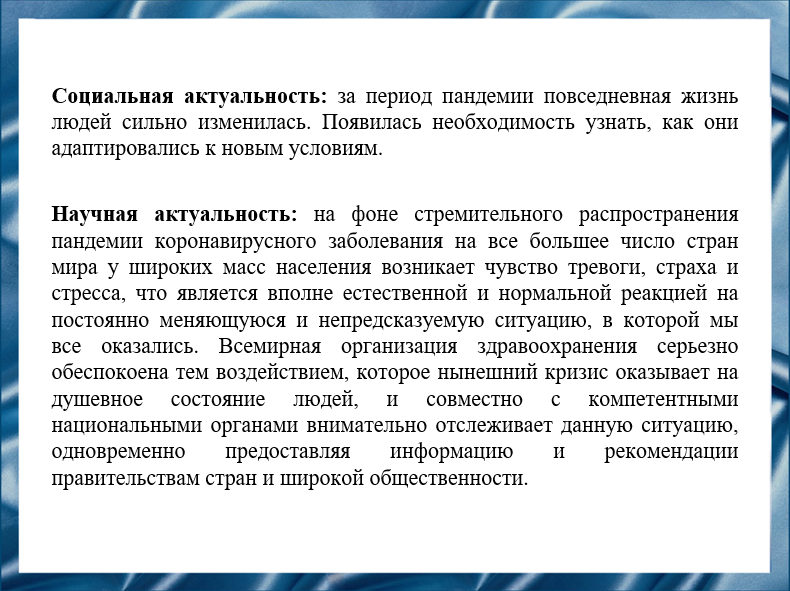 Социальная актуальность: за период пандемии повседневная жизнь
людей сильно изменилась. Появилась необходимость узнать, как они
адаптировались к новым условиям.
Научная актуальность: на фоне стремительного распространения
пандемии коронавирусного заболевания на все большее число стран
мира у широких масс населения возникает чувство тревоги, страха и
стресса, что является вполне естественной и нормальной реакцией на
постоянно меняющуюся и непредсказуемую ситуацию, в которой мы
все оказались. Всемирная организация здравоохранения серьезно
обеспокоена тем воздействием, которое нынешний кризис оказывает на
душевное состояние людей, и совместно с компетентными
национальными органами внимательно отслеживает данную ситуацию,
одновременно предоставляя информацию и рекомендации
правительствам стран и широкой общественности.